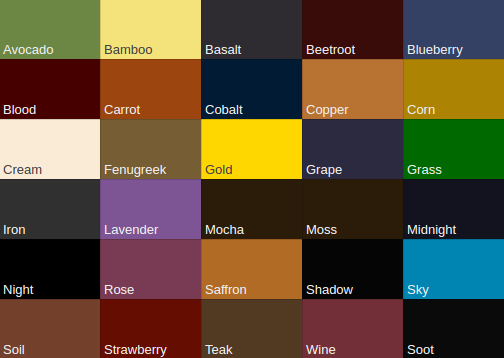 Avocado Bamboo Basalt Beetroot Blueberry
Blood Carrot Cobalt Copper Corn
Cream Fenugreek Gold Grape Grass
Iron Lavender Mocha Moss Midnight
Night Rose Saffron Shadow Sky
Soil Strawberry Teak Wine Soot